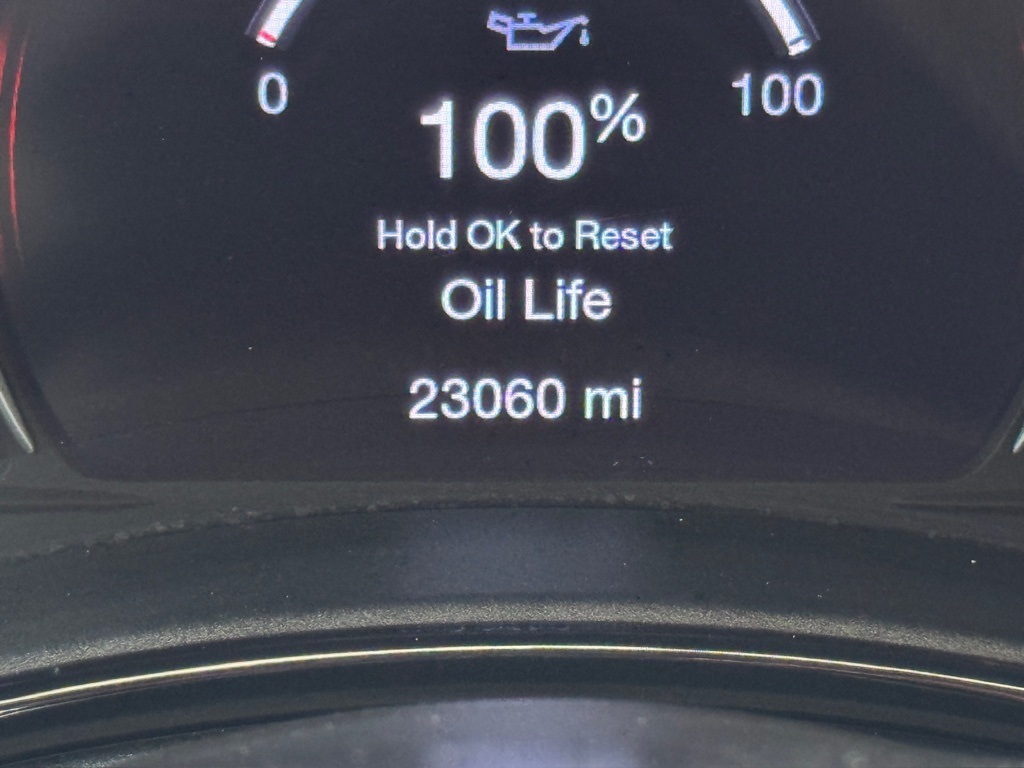 0
100
100%
Hold OK to Reset
Oil Life
23060 mi